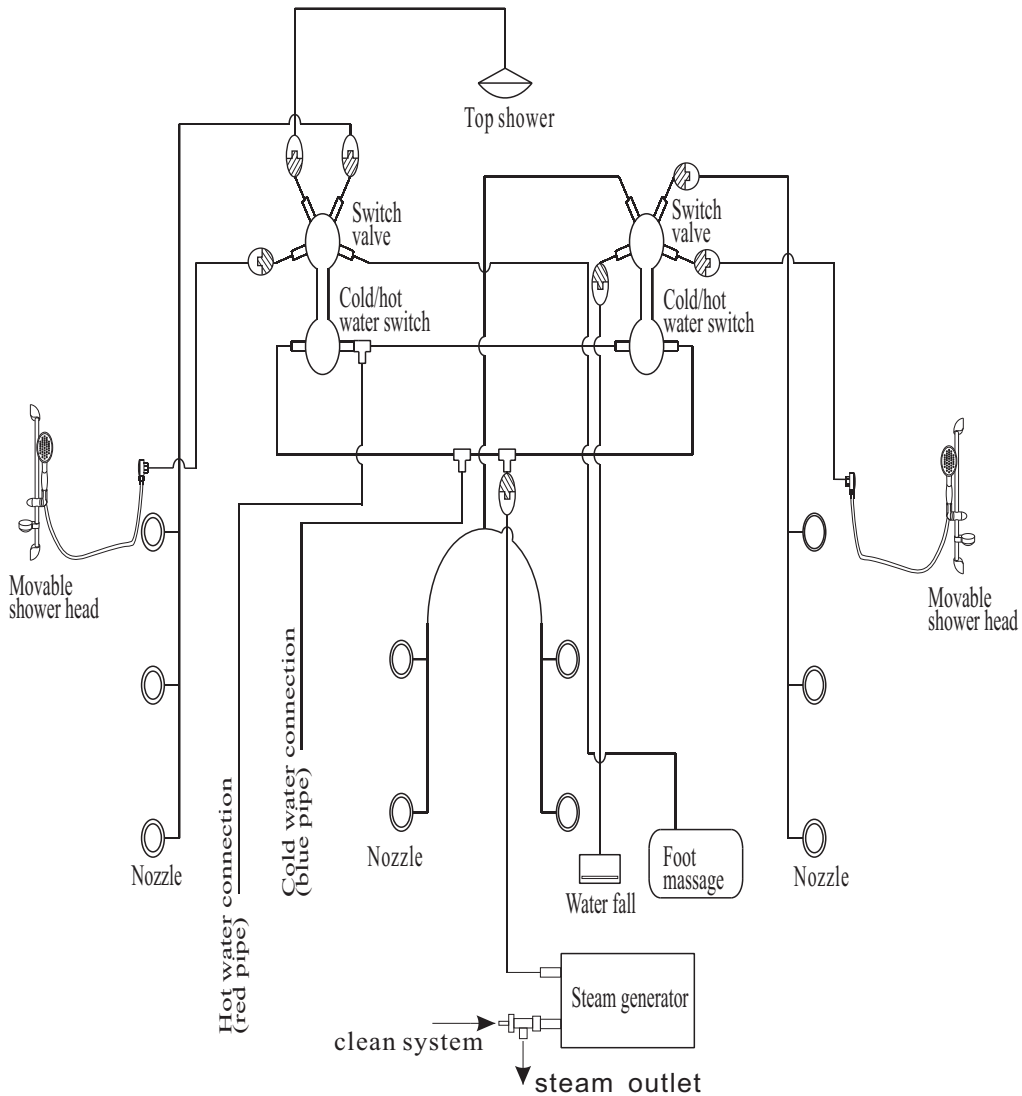 Top shower
Switch
valve
Switch
valve
Cold/hot
water switch
Cold/hot
water switch
Movable
shower head
Movable
shower head
Cold water connection
(blue pipe)
Hot water connection
(red pipe)
Nozzle
Nozzle
Nozzle
Foot
massage
Water fall
Steam generator
clean system
steam outlet